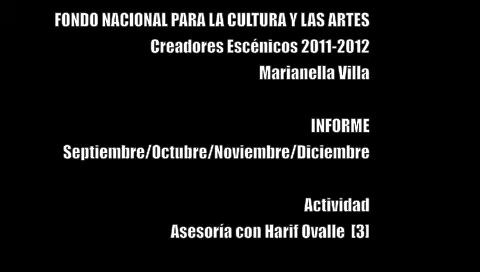 FONDO NACIONAL PARA LA CULTURA Y LAS ARTES
Creadores Escénicos 2011-2012
Marianella Villa
INFORME
Septiembre/Octubre/Noviembre/Diciembre
Actividad
Asesoría con Harif Ovalle [3]